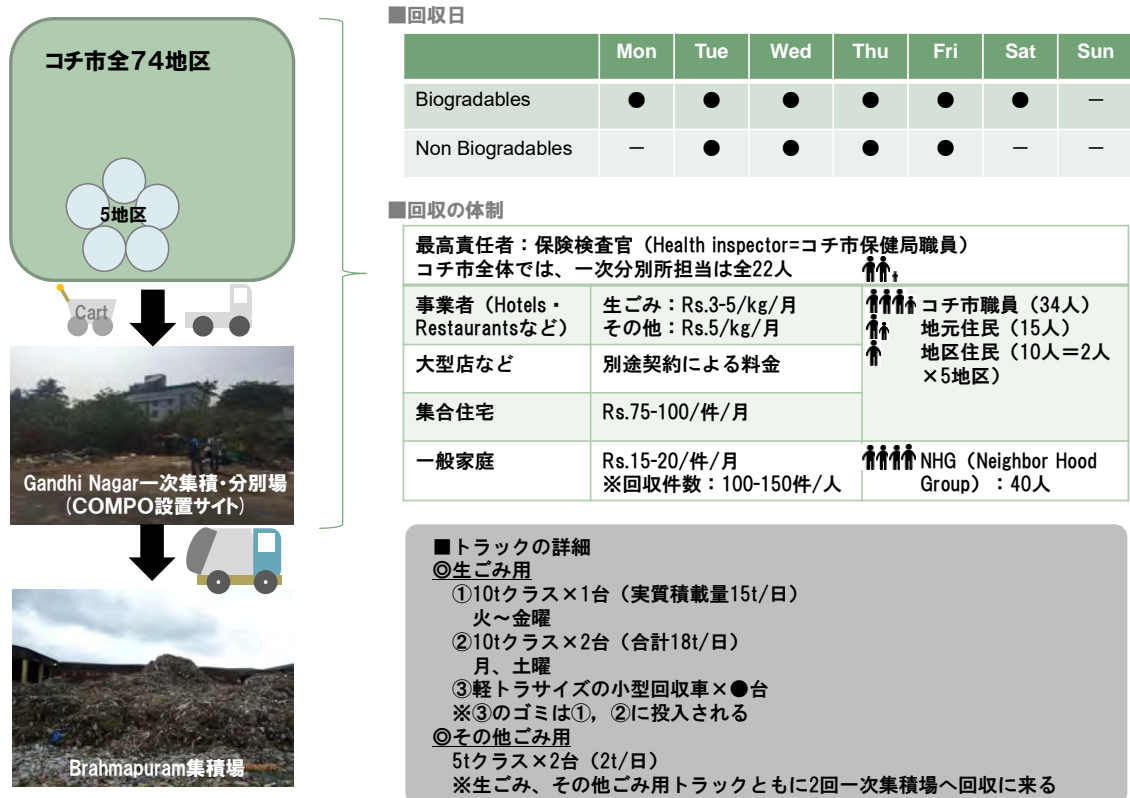 コチ市全74地区
5地区
Cart
Gandhi Nagar一次集積・分別場
(COMPO設置サイト)
Brahmapuram集積場
■回収日
Mon Tue Wed Thu Fri Sat Sun
Biogradables ● ● ● ● ● ● －
Non Biogradables － ● ● ● ● － －
■回収の体制
最高責任者：保険検査官（Health inspector=コチ市保健局職員）
コチ市全体では、一次分別所担当は全22人
事業者（Hotels・
Restaurantsなど）
生ごみ：Rs.3-5/kg/月
その他：Rs.5/kg/月
コチ市職員（34人）
地元住民（15人）
地区住民（10人＝2人
×5地区）
大型店など
別途契約による料金
集合住宅
Rs.75-100/件/月
一般家庭
Rs.15-20/件/月
※回収件数：100-150件/人
NHG（Neighbor Hood
Group）：40人
■トラックの詳細
◎生ごみ用
①10tクラス×1台（実質積載量15t/日）
火～金曜
②10tクラス×2台（合計18t/日）
月、土曜
③軽トラサイズの小型回収車×●台
※③のゴミは①，②に投入される
◎その他ごみ用
5tクラス×2台（2t/日）
※生ごみ、その他ごみ用トラックともに2回一次集積場へ回収に来る